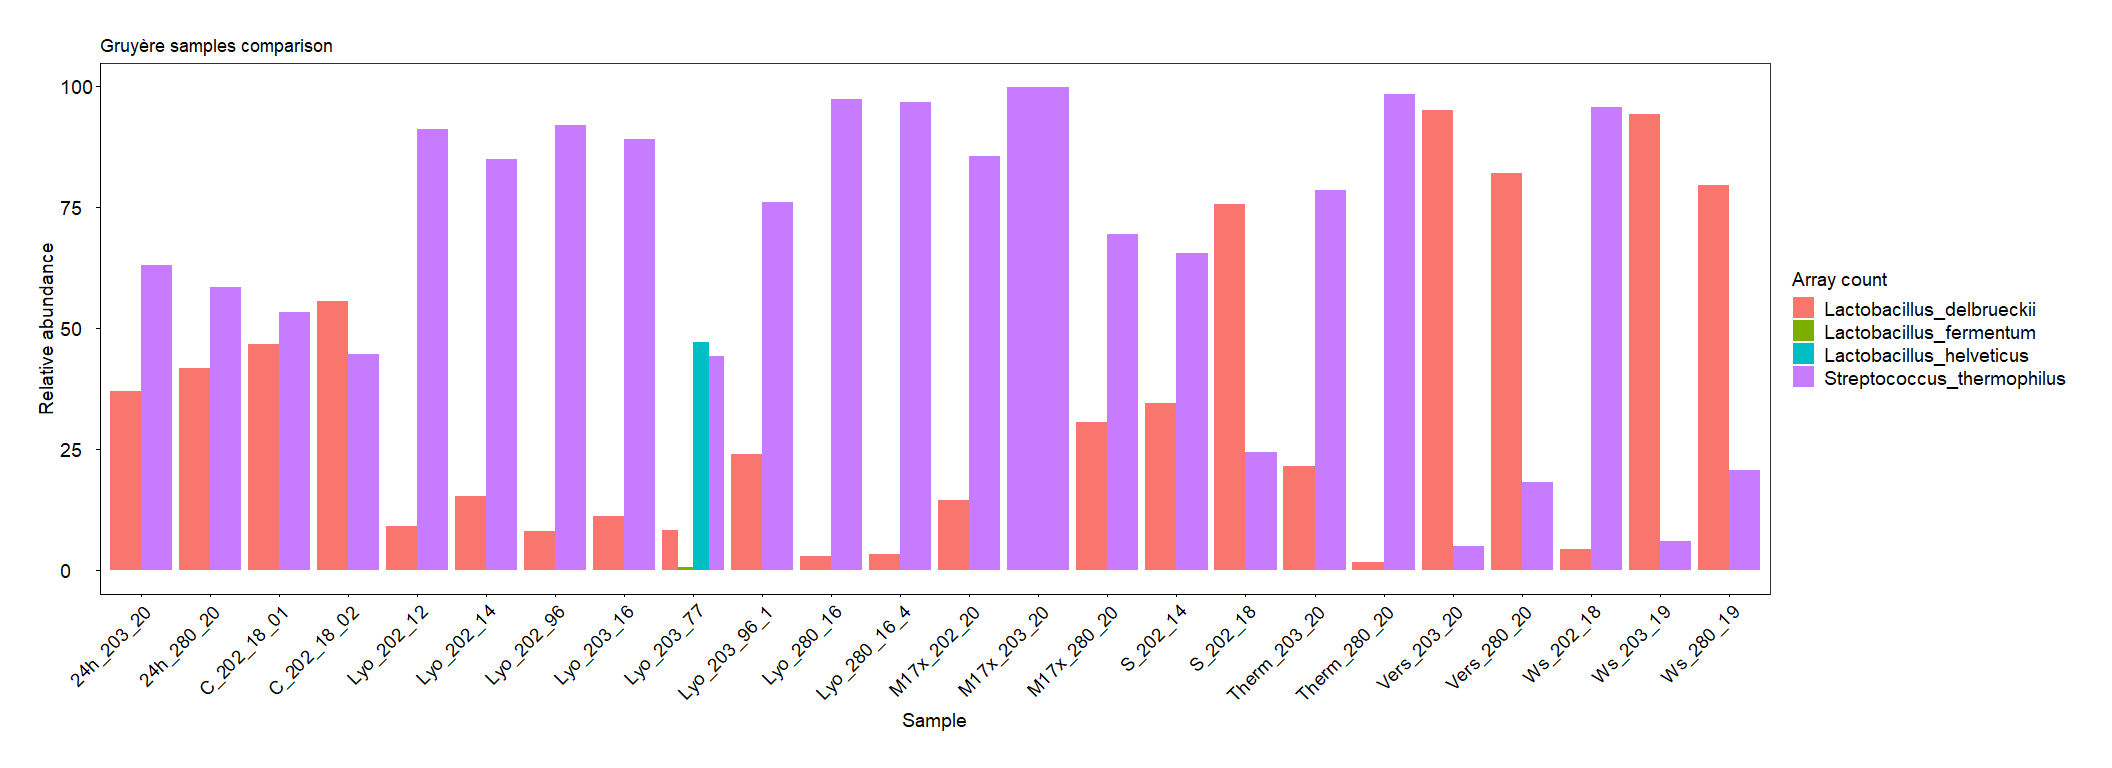 Gruyère samples comparison
100
75
50
25
0
Relative abundance
24h_203_20
24h_280_20
C_202_18_01
C_202_18_02
Lyo_202_12
Lyo_202_14
Lyo_202_96
Lyo_203_16
Lyo_203_77
Lyo_203_96_1
Lyo_280_16
Lyo_280_16_4
M17x_202_20
M17x_203_20
M17x_280_20
S_202_14
S_202_18
Therm_203_20
Therm_280_20
Vers_203_20
Vers_280_20
Ws_202_18
Ws_203_19
Ws_280_19
Sample
Array count
Lactobacillus_delbrueckii
Lactobacillus_fermentum
Lactobacillus_helveticus
Streptococcus_thermophilus